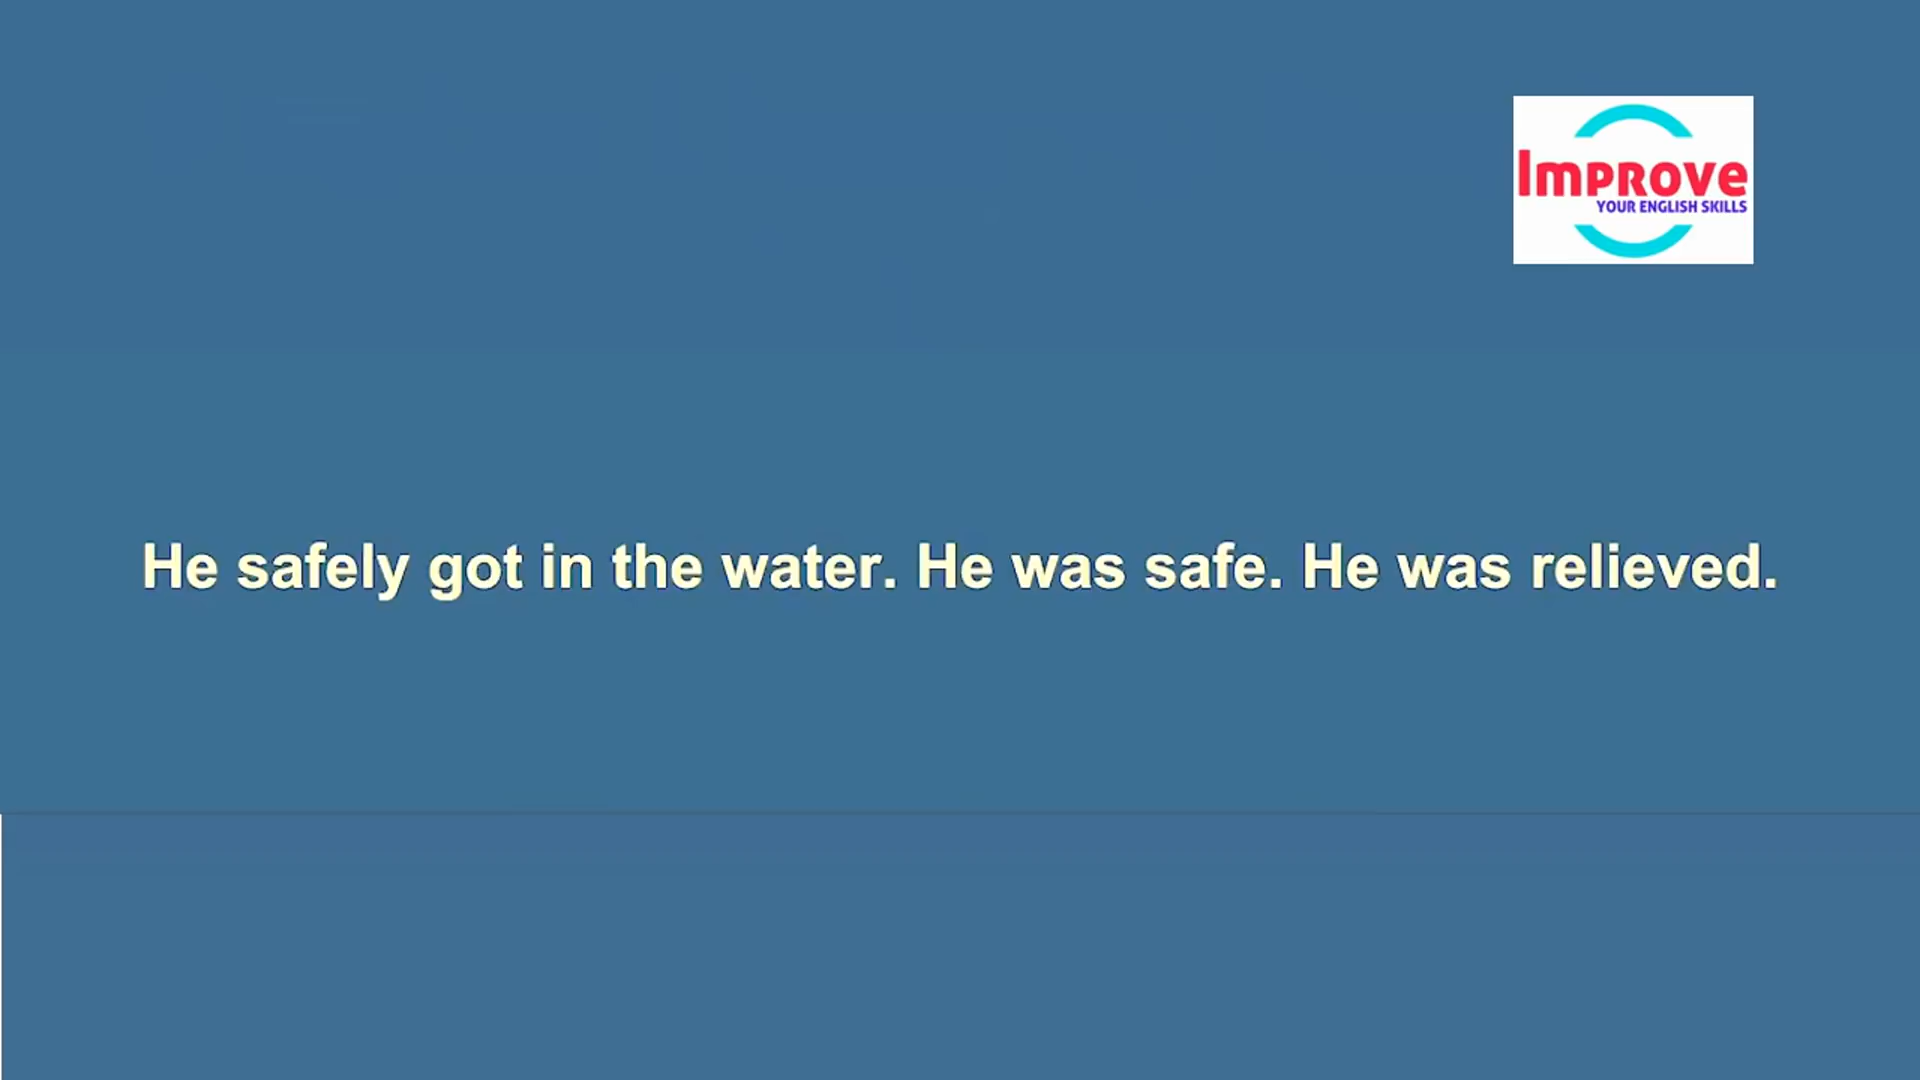 Improve
YOUR ENGLISH SKILLS
He safely got in the water. He was safe. He was relieved.